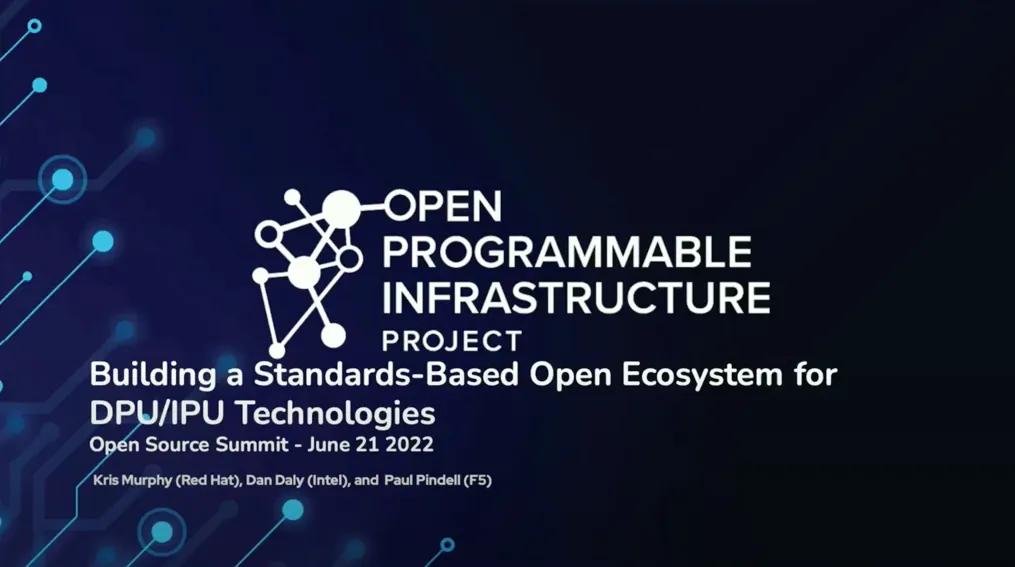 OPEN
PROGRAMMABLE
INFRASTRUCTURE
PROJECT
Building a Standards-Based Open Ecosystem for
DPU/IPU Technologies
Open Source Summit - June 21 2022
Kris Murphy (Red Hat), Dan Daly (Intel), and Paul Pindell (F5)